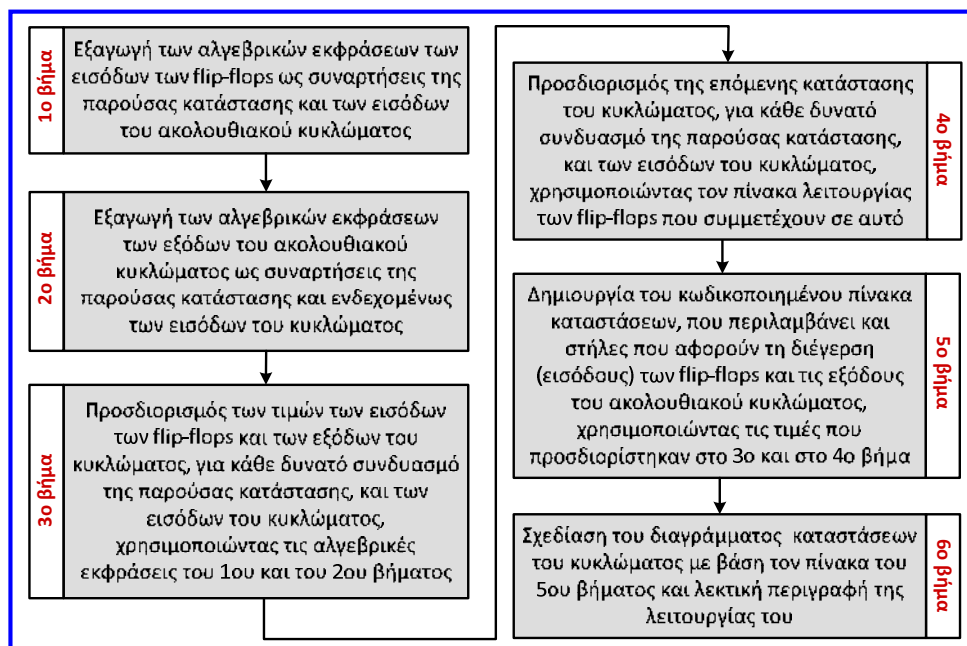 1ο βήμα
Εξαγωγή των αλγεβρικών εκφράσεων των
εισόδων των flip-flops ως συναρτήσεις της
παρούσας κατάστασης και των εισόδων
του ακολουθιακού κυκλώματος
2ο βήμα
Εξαγωγή των αλγεβρικών εκφράσεων
των εξόδων του ακολουθιακού
κυκλώματος ως συναρτήσεις της
παρούσας κατάστασης και ενδεχομένως
των εισόδων του κυκλώματος
3ο βήμα
Προσδιορισμός των τιμών των εισόδων
των flip-flops και των εξόδων του
κυκλώματος, για κάθε δυνατό συνδυασμό
της παρούσας κατάστασης, και των
εισόδων του κυκλώματος,
χρησιμοποιώντας τις αλγεβρικές
εκφράσεις του 1ου και του 2ου βήματος
4ο βήμα
Προσδιορισμός της επόμενης κατάστασης
του κυκλώματος, για κάθε δυνατό
συνδυασμό της παρούσας κατάστασης,
και των εισόδων του κυκλώματος,
χρησιμοποιώντας τον πίνακα λειτουργίας
των flip-flops που συμμετέχουν σε αυτό
5ο βήμα
Δημιουργία του κωδικοποιημένου πίνακα
καταστάσεων, που περιλαμβάνει και
στήλες που αφορούν τη διέγερση
(εισόδους) των flip-flops και τις εξόδους
του ακολουθιακού κυκλώματος,
χρησιμοποιώντας τις τιμές που
προσδιορίστηκαν στο 3ο και στο 4ο βήμα
6ο βήμα
Σχεδίαση του διαγράμματος καταστάσεων
του κυκλώματος με βάση τον πίνακα του
5ου βήματος και λεκτική περιγραφή της
λειτουργίας του